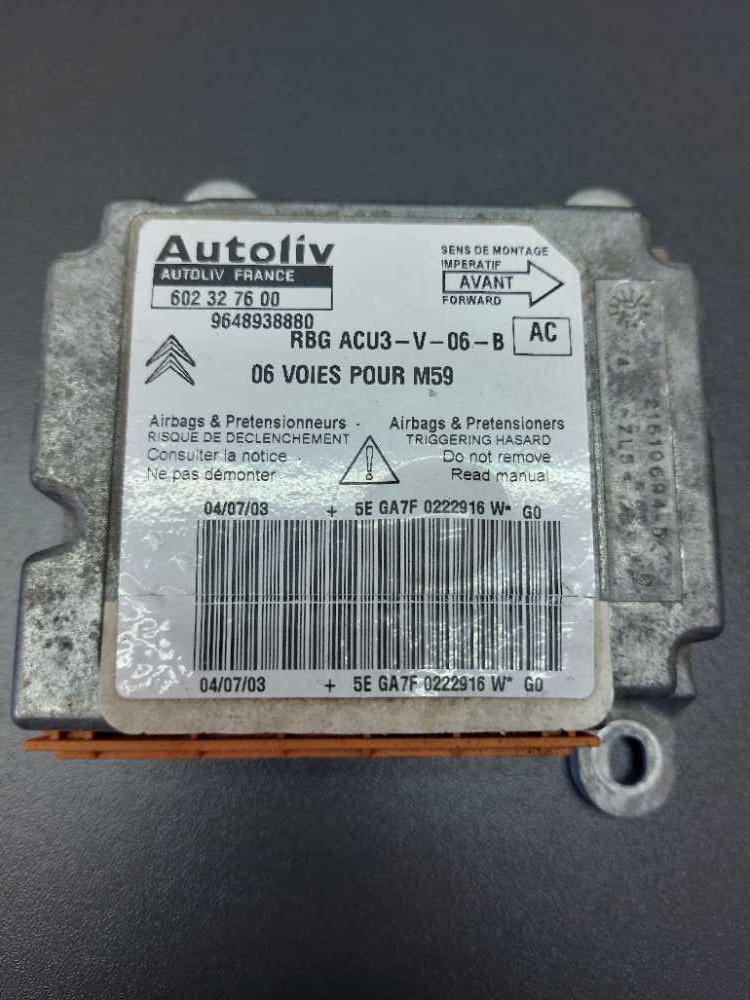 Autoliv
AUTOLIV FRANCE
602 32 76 00
9648938880
SENS DE MONTAGE
IMPERATIF
AVANT
FORWARD
RBG ACU3-V-06-B
AC
06 VOIES POUR M59
Airbags & Pretensionneurs
RISQUE DE DECLENCHEMENT
Consulter la notice
Ne pas démonter
Airbags & Pretensioners
TRIGGERING HASARD
Do not remove
Read manual
04/07/03 + 5E GA7F 0222916 W* G0
04/07/03 + 5E GA7F 0222916 W* G0